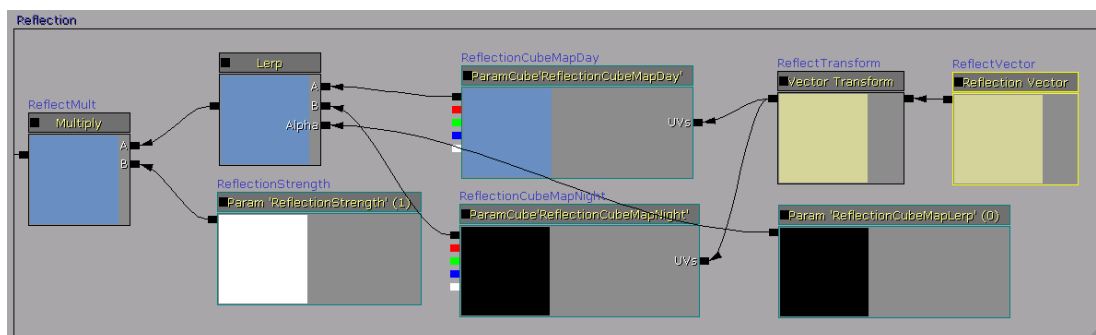 Reflection
ReflectMult
Multiply
A
B
Lerp
A
B
Alpha
ReflectionStrength
Param 'ReflectionStrength' (1)
ReflectionCubeMapDay
ParamCube'ReflectionCubeMapDay'
UVs
ReflectionCubeMapNight
ParamCube'ReflectionCubeMapNight'
UVs
ReflectTransform
Vector Transform
ReflectVector
Reflection Vector
Param 'ReflectionCubeMapLerp' (0)